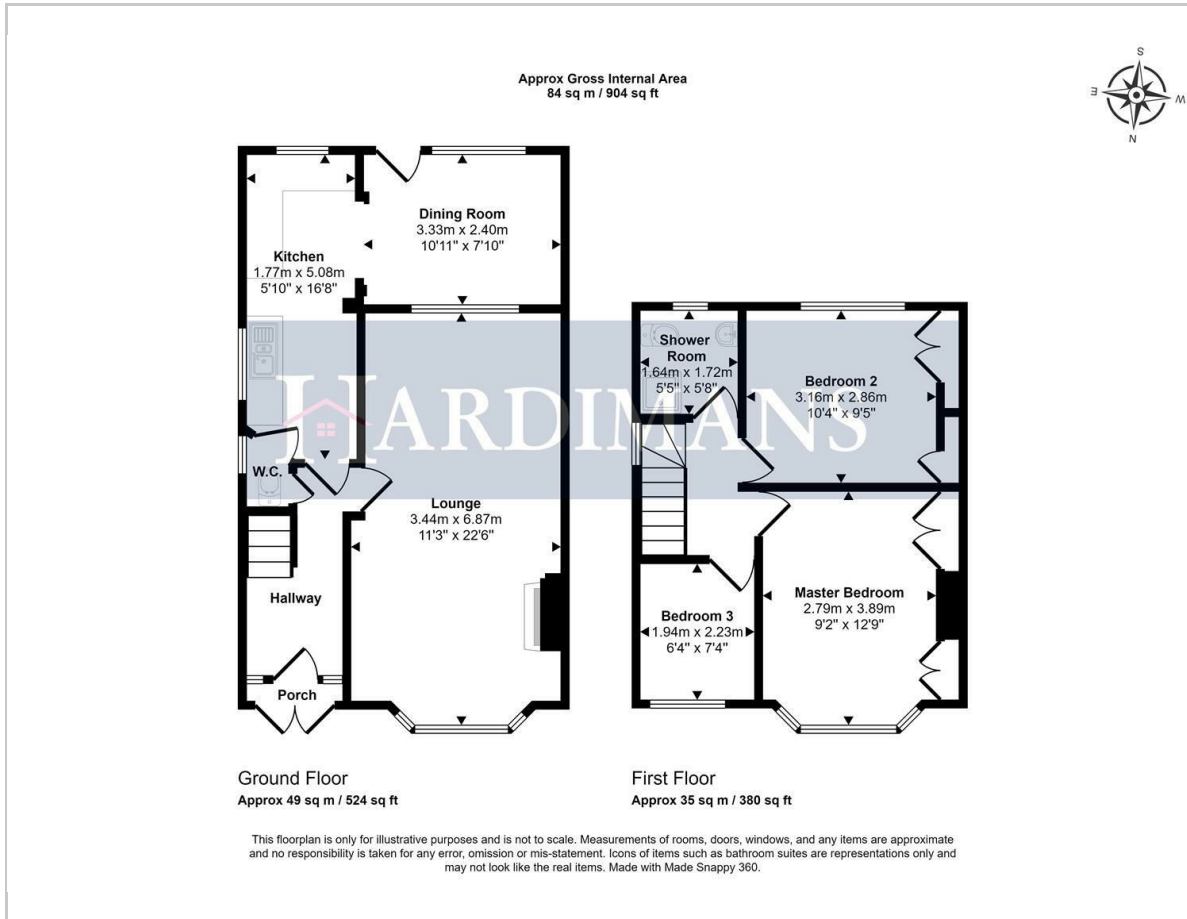 Approx Gross Internal Area
84 sq m / 904 sq ft
S
E
W
N
Dining Room
3.33m x 2.40m
10'11" x 7'10"
Kitchen
1.77m x 5.08m
5'10" x 16'8"
W.C.
Lounge
3.44m x 6.87m
11'3" x 22'6"
Hallway
Porch
Shower
Room
1.64m x 1.72m
5'5" x 5'8"
Bedroom 2
3.16m x 2.86m
10'4" x 9'5"
Bedroom 3
1.94m x 2.23m
6'4" x 7'4"
Master Bedroom
2.79m x 3.89m
9'2" x 12'9"
HARDIMANS
Ground Floor
Approx 49 sq m / 524 sq ft
First Floor
Approx 35 sq m / 380 sq ft
This floorplan is only for illustrative purposes and is not to scale. Measurements of rooms, doors, windows, and any items are approximate
and no responsibility is taken for any error, omission or mis-statement. Icons of items such as bathroom suites are representations only and
may not look like the real items. Made with Made Snappy 360.